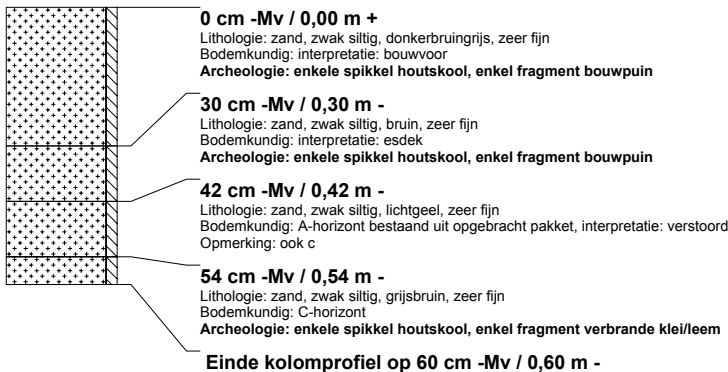 0 cm -Mv / 0,00 m +
Lithologie: zand, zwak siltig, donkerbruingrijs, zeer fijn
Bodemkundig: interpretatie: bouwvoor
Archeologie: enkele spikkel houtskool, enkel fragment bouwpuin
30 cm -Mv / 0,30 m -
Lithologie: zand, zwak siltig, bruin, zeer fijn
Bodemkundig: interpretatie: esdek
Archeologie: enkele spikkel houtskool, enkel fragment bouwpuin
42 cm -Mv / 0,42 m -
Lithologie: zand, zwak siltig, lichtgeel, zeer fijn
Bodemkundig: A-horizont bestaand uit opgebracht pakket, interpretatie: verstoord
Opmerking: ook c
54 cm -Mv / 0,54 m -
Lithologie: zand, zwak siltig, grijsbruin, zeer fijn
Bodemkundig: C-horizont
Archeologie: enkele spikkel houtskool, enkel fragment verbrande klei/leem
Einde kolomprofiel op 60 cm -Mv / 0,60 m -